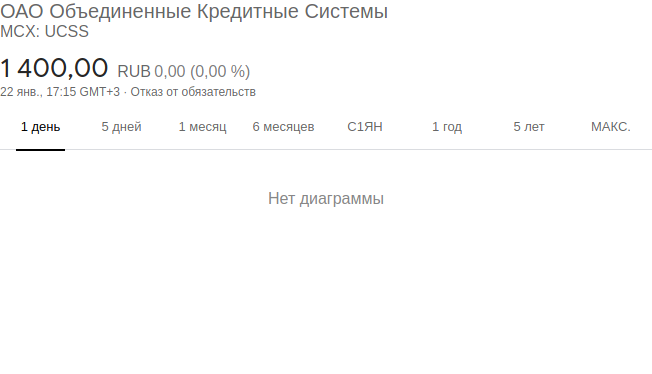 ОАО Объединенные Кредитные Системы
MCX: UCSS
1 400,00 RUB 0,00 (0,00 %)
22 янв., 17:15 GMT+3 · Отказ от обязательств
1 день 5 дней 1 месяц 6 месяцев С1ЯН 1 год 5 лет МАКС.
Нет диаграммы